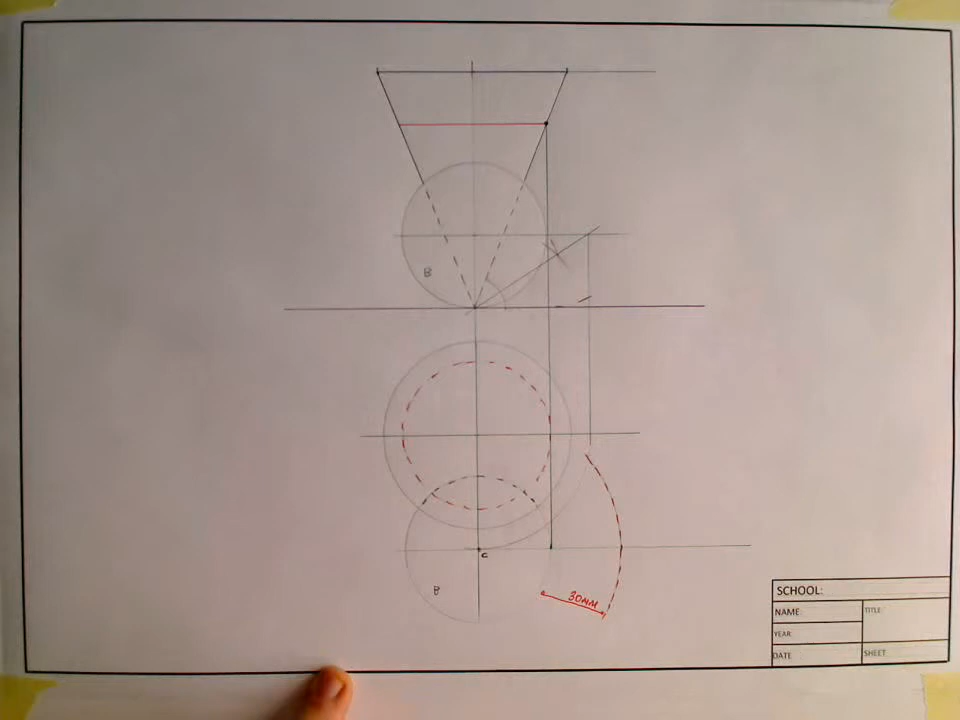 B
C
B
30MM
SCHOOL:
NAME:
TITLE:
YEAR:
DATE
SHEET